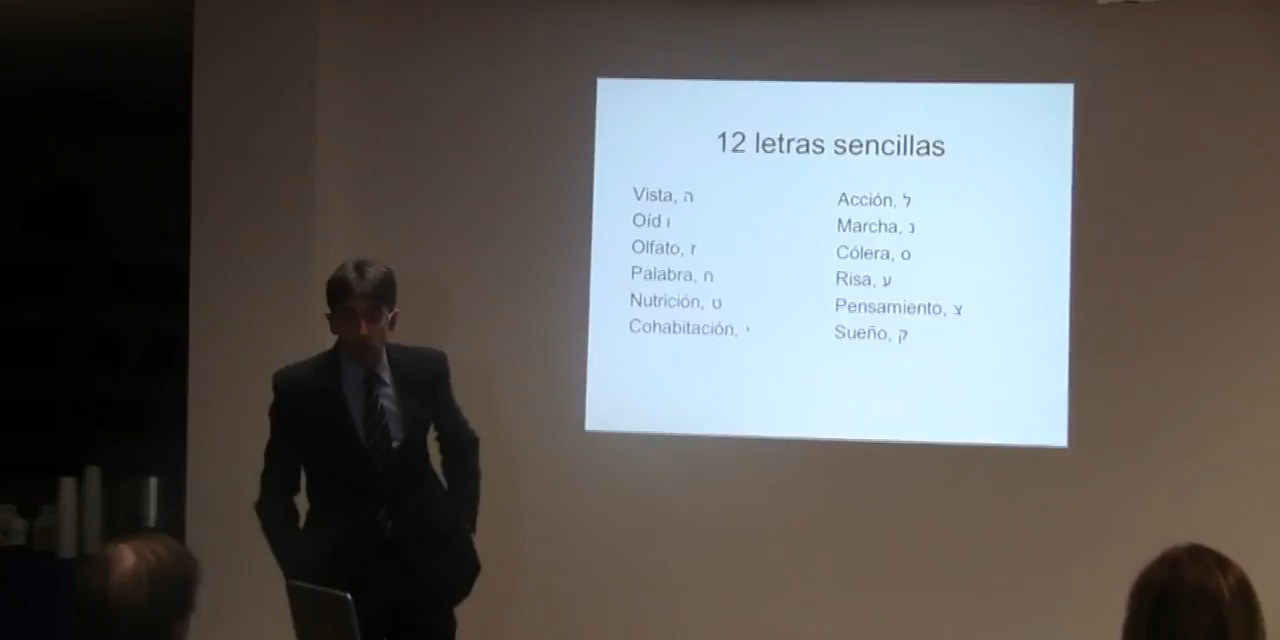 12 letras sencillas
Vista, ה
Oíd ו
Olfato, ז
Palabra, ח
Nutrición, ט
Cohabitación, י
Acción, ל
Marcha, נ
Cólera, ס
Risa, ע
Pensamiento, צ
Sueño, ק